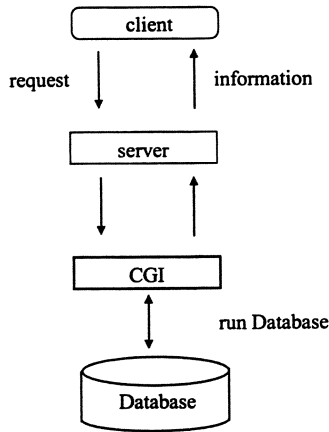 client
request
information
server
CGI
run Database
Database